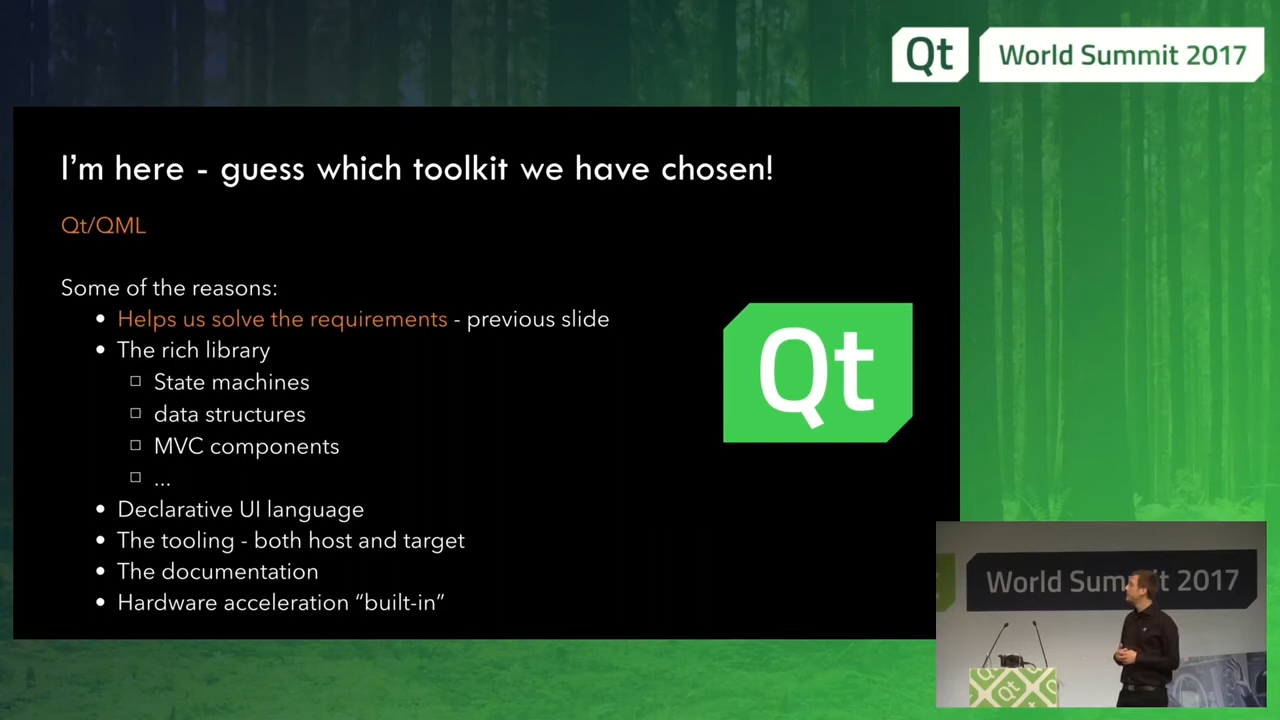 Qt World Summit 2017
I'm here - guess which toolkit we have chosen!
Qt/QML
Some of the reasons:
• Helps us solve the requirements - previous slide
• The rich library
□ State machines
□ data structures
□ MVC components
□ ...
• Declarative UI language
• The tooling - both host and target
• The documentation
• Hardware acceleration “built-in”
Qt
World Summit 2017
Qt